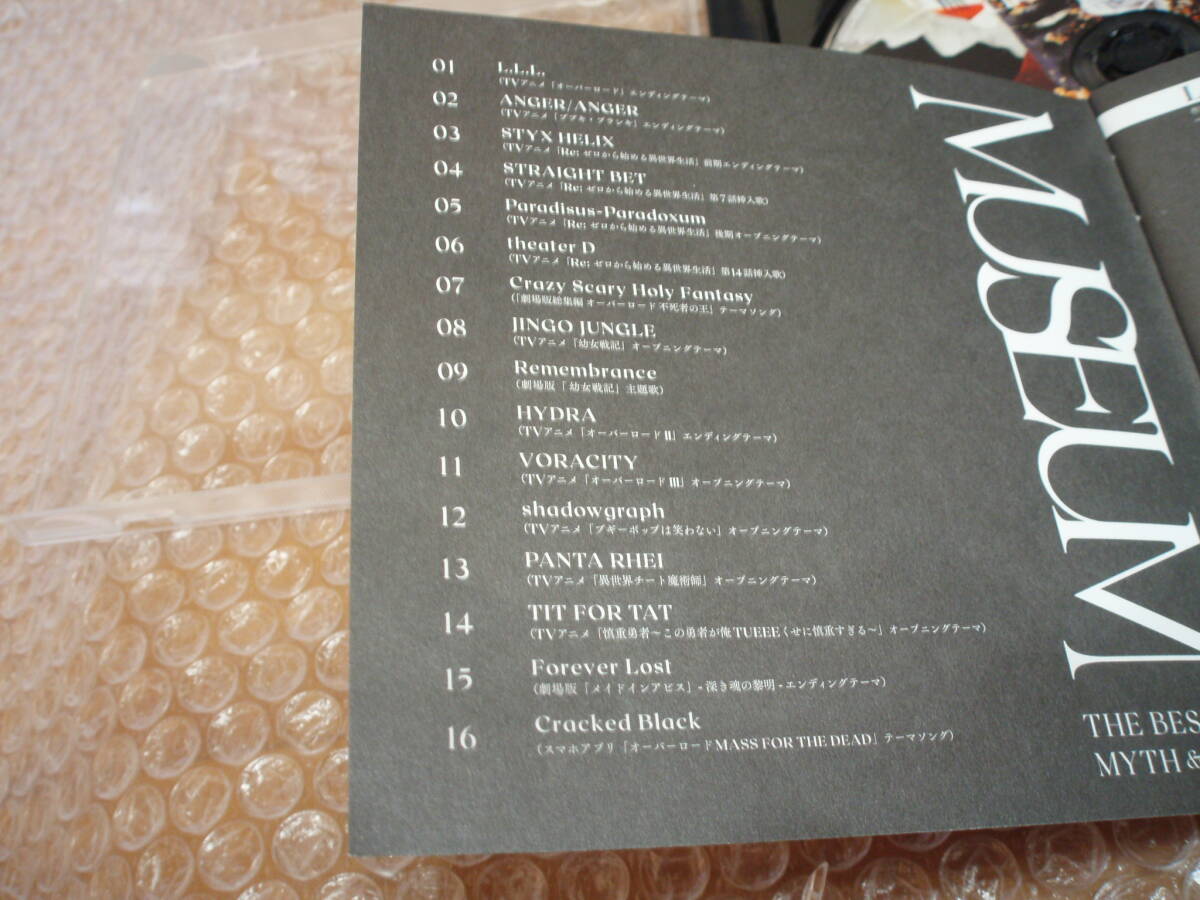 01 L.L.L.
(TVアニメ「オーバーロード」エンディングテーマ)
02 ANGER/ANGER
(TVアニメ「ブブキ・ブランキ」エンディングテーマ)
03 STYX HELIX
(TVアニメ「Re: ゼロから始める異世界生活」前期エンディングテーマ)
04 STRAIGHT BET
(TVアニメ「Re: ゼロから始める異世界生活」第7話挿入歌)
05 Paradisus-Paradoxum
(TVアニメ「Re: ゼロから始める異世界生活」後期オープニングテーマ)
06 theater D
(TVアニメ「Re: ゼロから始める異世界生活」第14話挿入歌)
07 Crazy Scary Holy Fantasy
(「劇場版総集編 オーバーロード 不死者の王」テーマソング)
08 JINGO JUNGLE
(TVアニメ「幼女戦記」オープニングテーマ)
09 Remembrance
(劇場版「幼女戦記」主題歌)
10 HYDRA
(TVアニメ「オーバーロード II」エンディングテーマ)
11 VORACITY
(TVアニメ「オーバーロード III」オープニングテーマ)
12 shadowgraph
(TVアニメ「ブギーポップは笑わない」オープニングテーマ)
13 PANTA RHEI
(TVアニメ「異世界チート魔術師」オープニングテーマ)
14 TIT FOR TAT
(TVアニメ「慎重勇者～この勇者が俺TUEEEくせに慎重すぎる～」オープニングテーマ)
15 Forever Lost
(劇場版「メイドインアビス」- 深き魂の黎明 - エンディングテーマ)
16 Cracked Black
(スマホアプリ「オーバーロード MASS FOR THE DEAD」テーマソング)
MUSEUM
THE BES
MYTH &